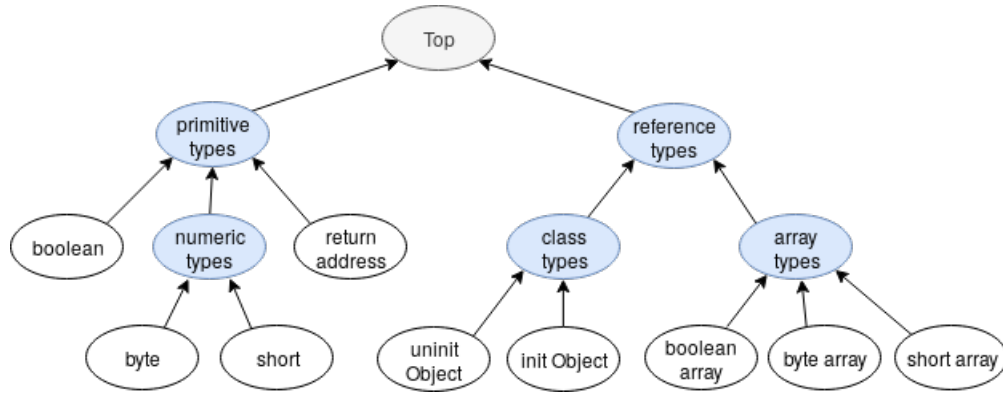 Top
primitive
types
reference
types
boolean
numeric
types
return
address
class
types
array
types
byte
short
uninit
Object
init Object
boolean
array
byte array
short array